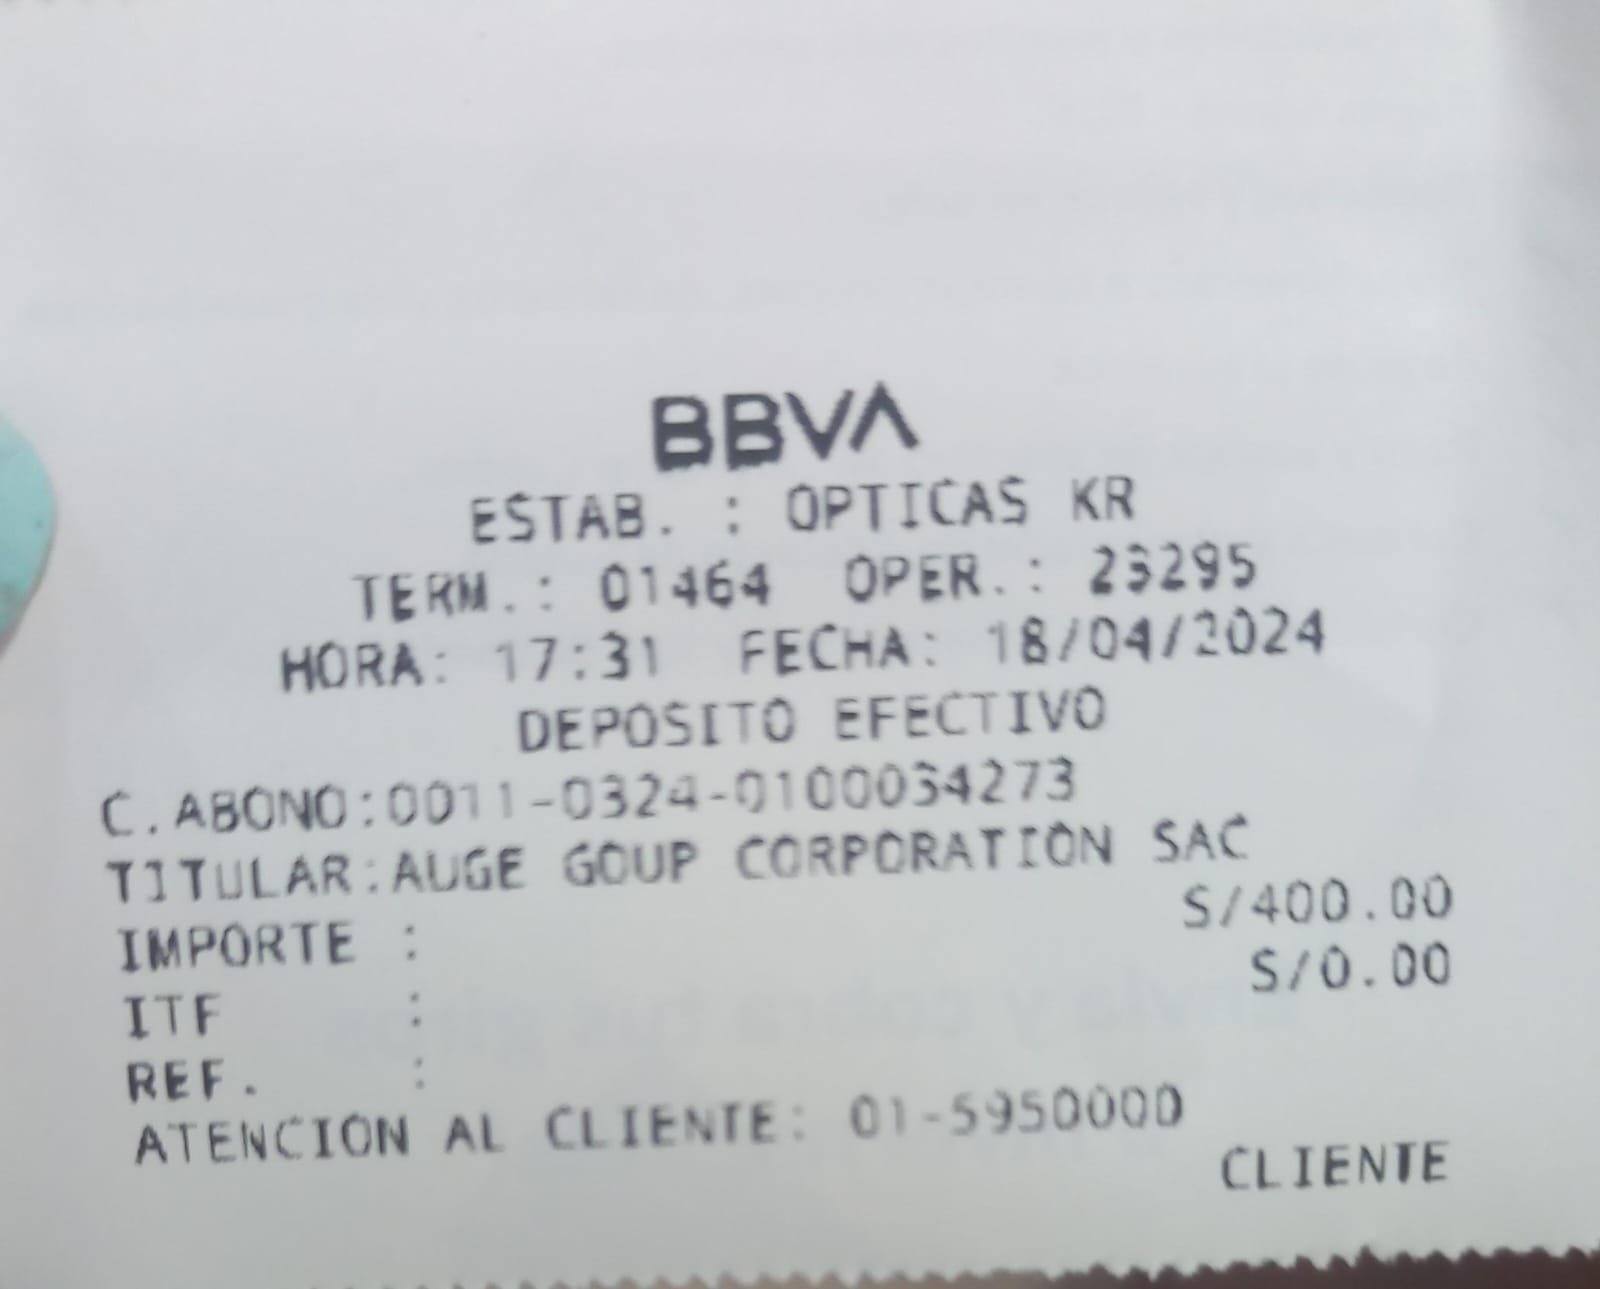 BBVA
ESTAB. : OPTICAS KR
TERM.: 01464 OPER.: 23295
HORA: 17:31 FECHA: 18/04/2024
DEPOSITO EFECTIVO
C.ABONO:0011-0324-0100034273
TITULAR:AUGE GOUP CORPORATION SAC
IMPORTE : S/400.00
ITF : S/0.00
REF. :
ATENCION AL CLIENTE: 01-5950000
CLIENTE